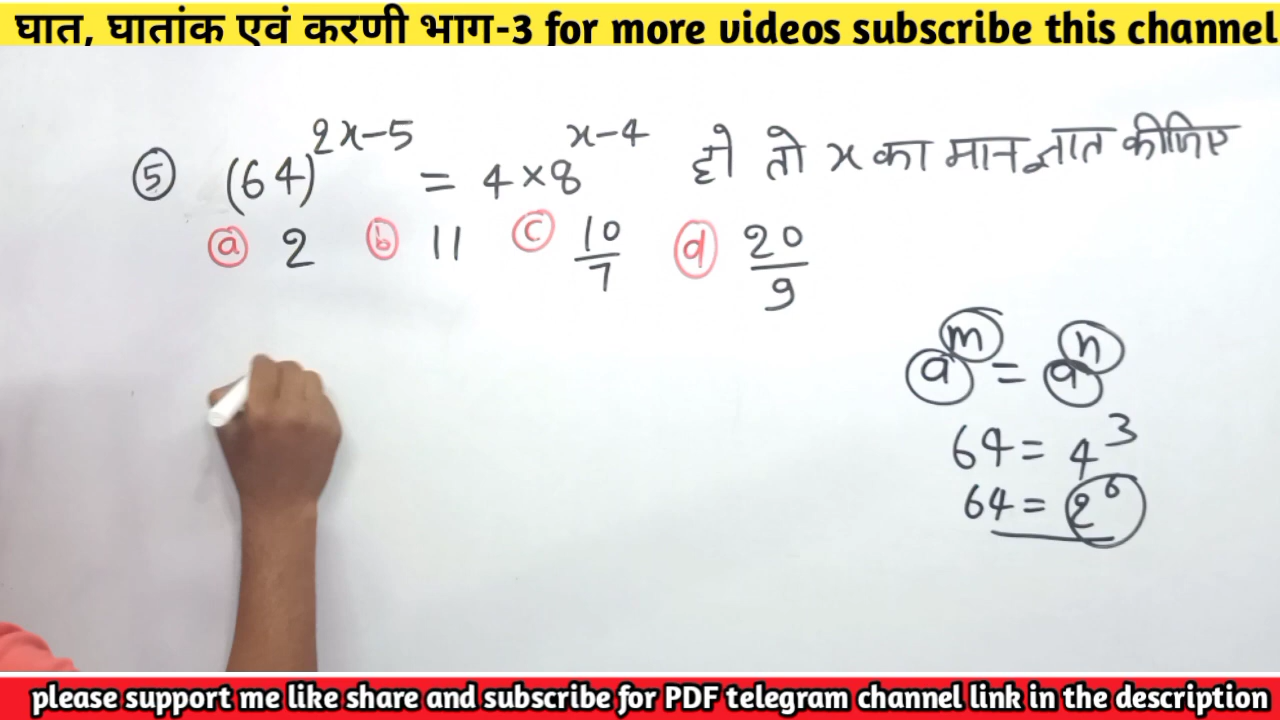 घात, घातांक एवं करणी भाग-3 for more videos subscribe this channel
⑤ (64)^{2x-5} = 4×8^{x-4} हो तो x का मान ज्ञात कीजिए
ⓐ 2 ⓑ 11 ⓒ 10/7 ⓓ 20/9
a^m = a^n
64 = 4^3
64 = 2^6
please support me like share and subscribe for PDF telegram channel link in the description